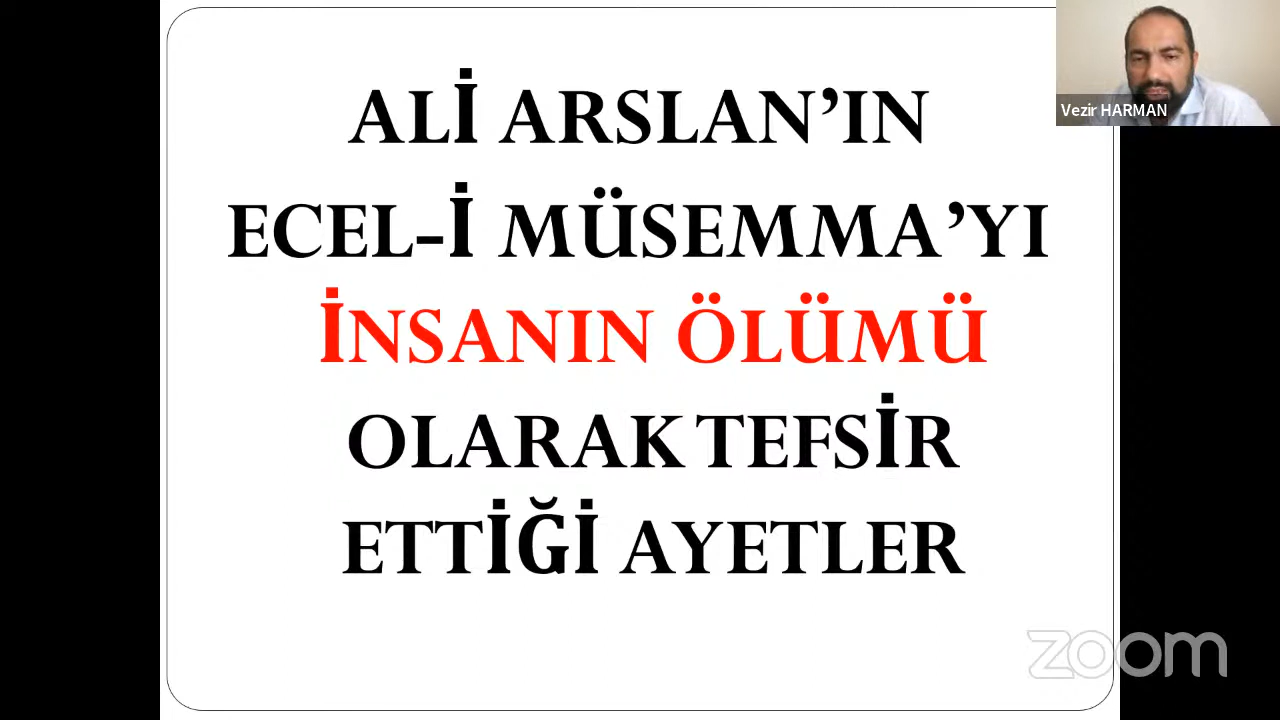 Vezir HARMAN
ALİ ARSLAN’IN
ECEL-İ MÜSEMMA’YI
İNSANIN ÖLÜMÜ
OLARAK TEFSİR
ETTİĞİ AYETLER
zoom